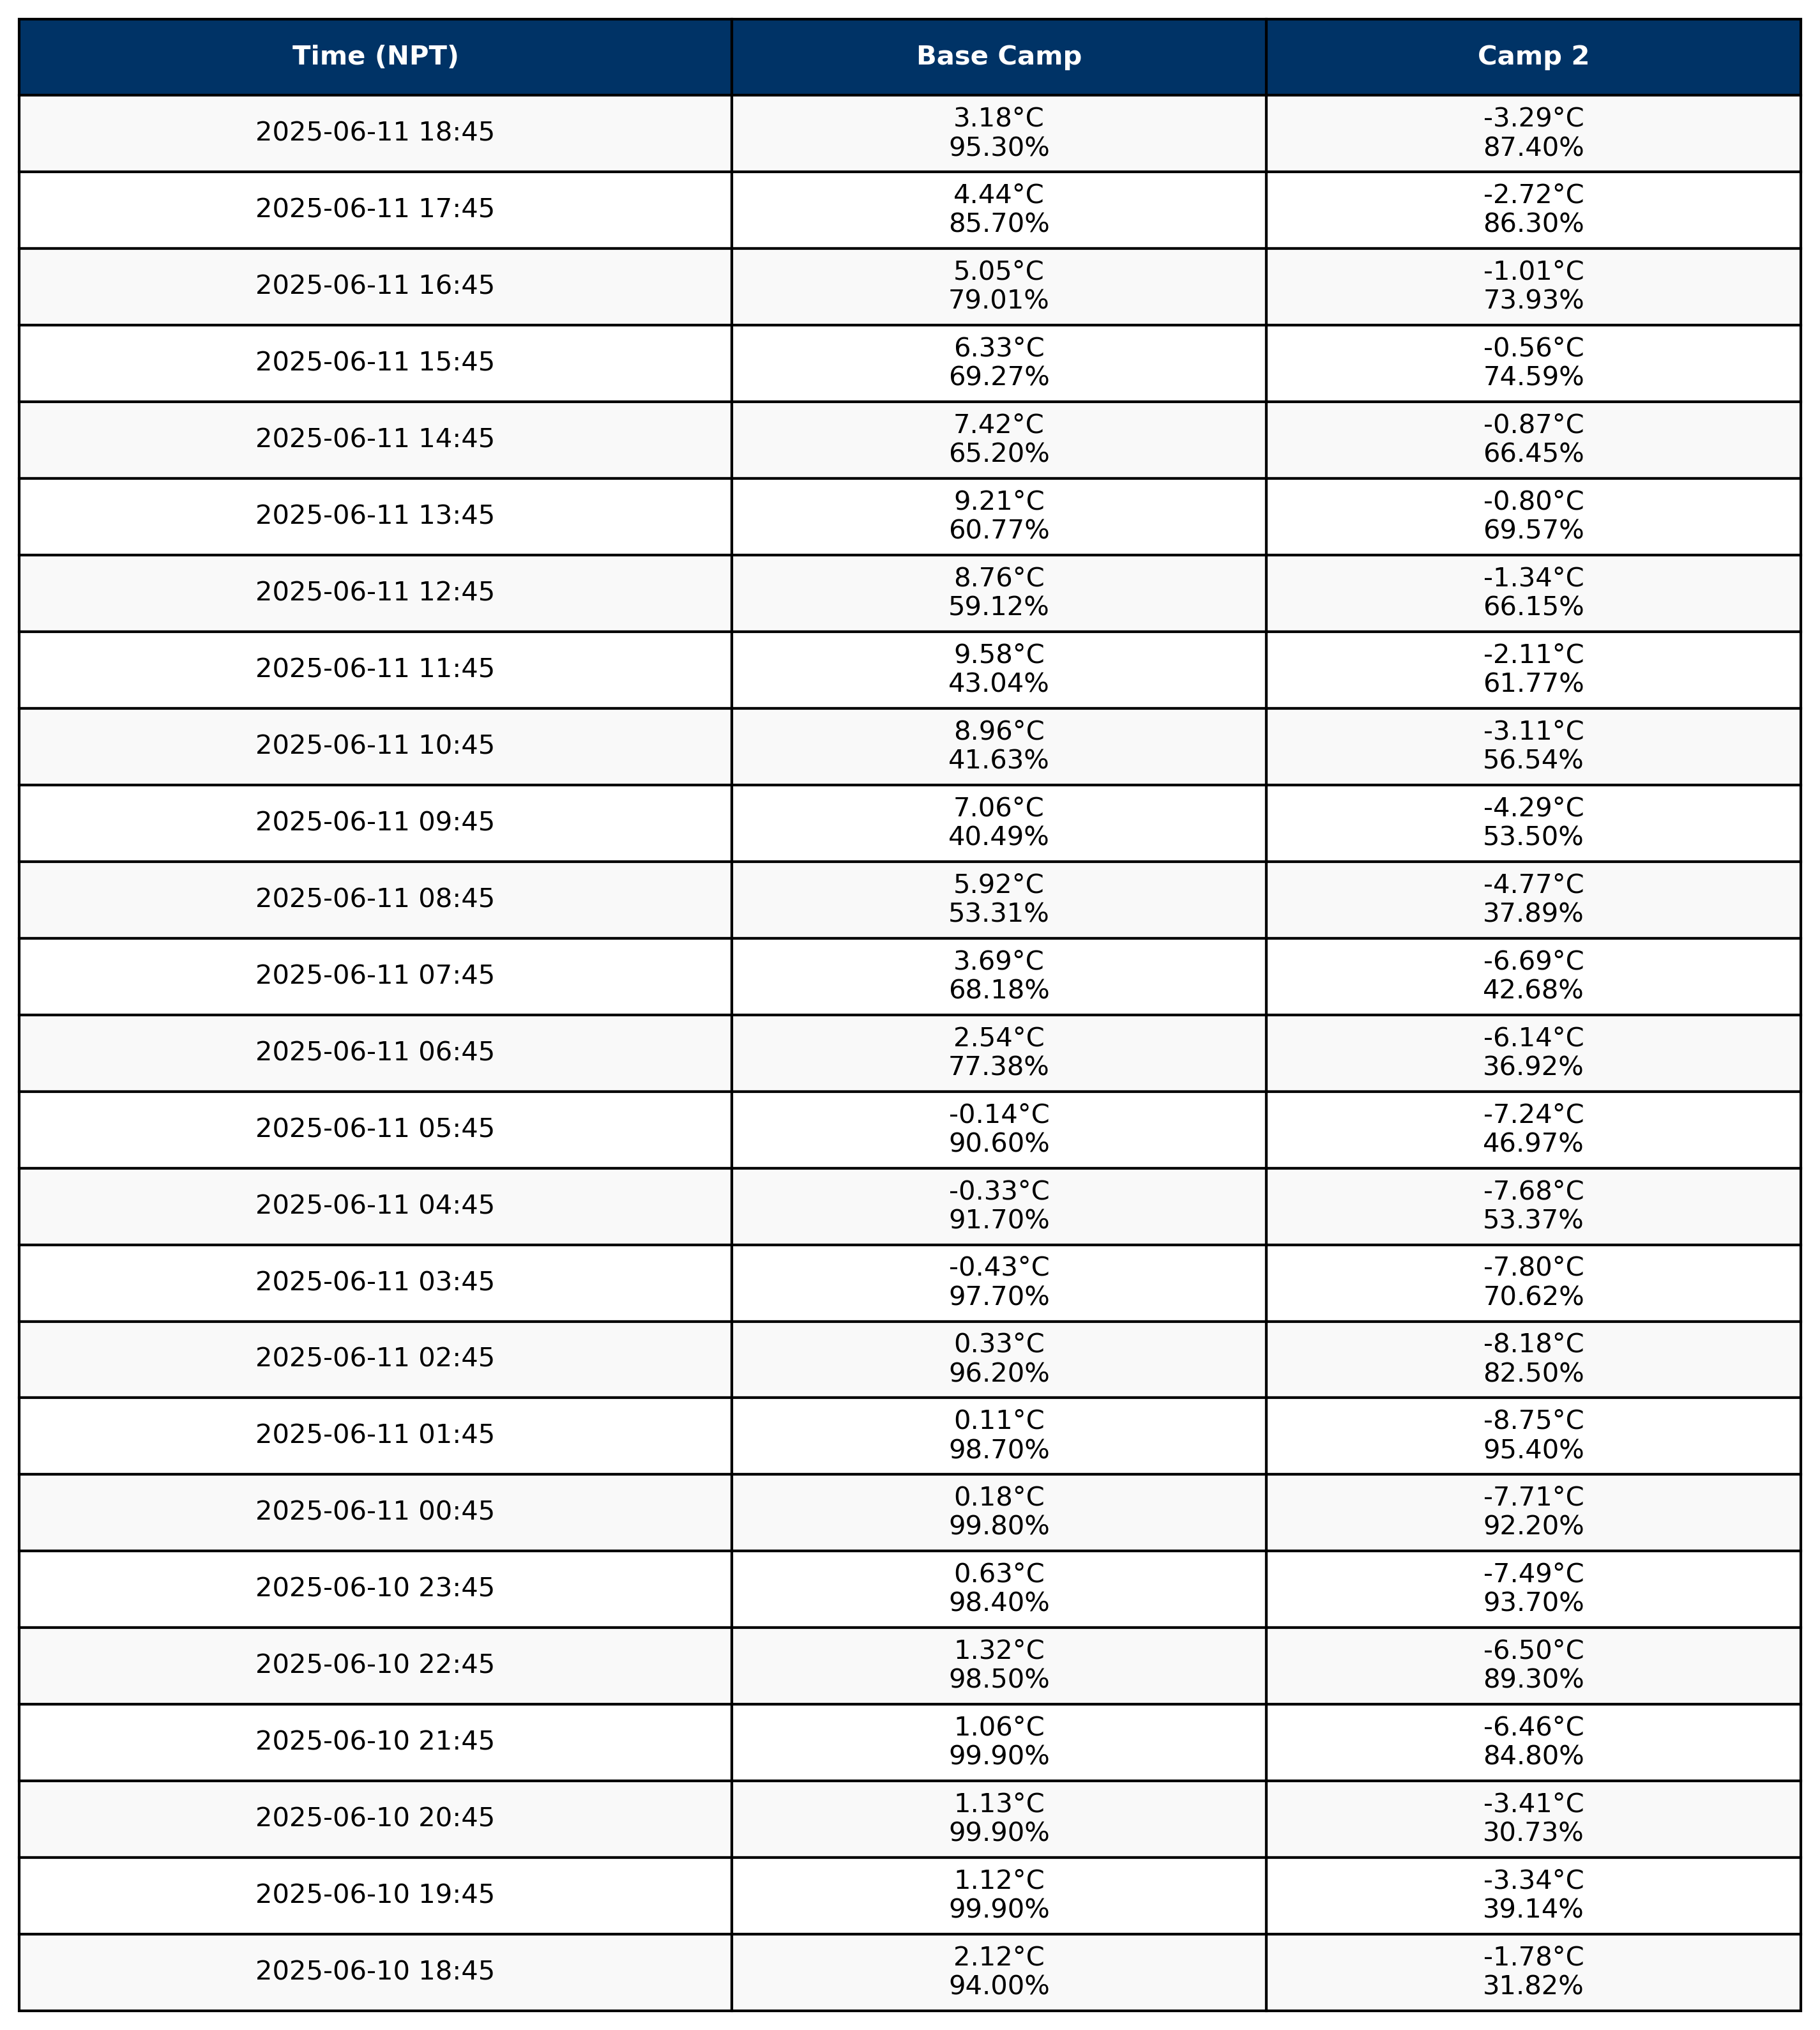 Time (NPT) Base Camp Camp 2
2025-06-11 18:45 3.18°C -3.29°C
95.30% 87.40%
2025-06-11 17:45 4.44°C -2.72°C
85.70% 86.30%
2025-06-11 16:45 5.05°C -1.01°C
79.01% 73.93%
2025-06-11 15:45 6.33°C -0.56°C
69.27% 74.59%
2025-06-11 14:45 7.42°C -0.87°C
65.20% 66.45%
2025-06-11 13:45 9.21°C -0.80°C
60.77% 69.57%
2025-06-11 12:45 8.76°C -1.34°C
59.12% 66.15%
2025-06-11 11:45 9.58°C -2.11°C
43.04% 61.77%
2025-06-11 10:45 8.96°C -3.11°C
41.63% 56.54%
2025-06-11 09:45 7.06°C -4.29°C
40.49% 53.50%
2025-06-11 08:45 5.92°C -4.77°C
53.31% 37.89%
2025-06-11 07:45 3.69°C -6.69°C
68.18% 42.68%
2025-06-11 06:45 2.54°C -6.14°C
77.38% 36.92%
2025-06-11 05:45 -0.14°C -7.24°C
90.60% 46.97%
2025-06-11 04:45 -0.33°C -7.68°C
91.70% 53.37%
2025-06-11 03:45 -0.43°C -7.80°C
97.70% 70.62%
2025-06-11 02:45 0.33°C -8.18°C
96.20% 82.50%
2025-06-11 01:45 0.11°C -8.75°C
98.70% 95.40%
2025-06-11 00:45 0.18°C -7.71°C
99.80% 92.20%
2025-06-10 23:45 0.63°C -7.49°C
98.40% 93.70%
2025-06-10 22:45 1.32°C -6.50°C
98.50% 89.30%
2025-06-10 21:45 1.06°C -6.46°C
99.90% 84.80%
2025-06-10 20:45 1.13°C -3.41°C
99.90% 30.73%
2025-06-10 19:45 1.12°C -3.34°C
99.90% 39.14%
2025-06-10 18:45 2.12°C -1.78°C
94.00% 31.82%